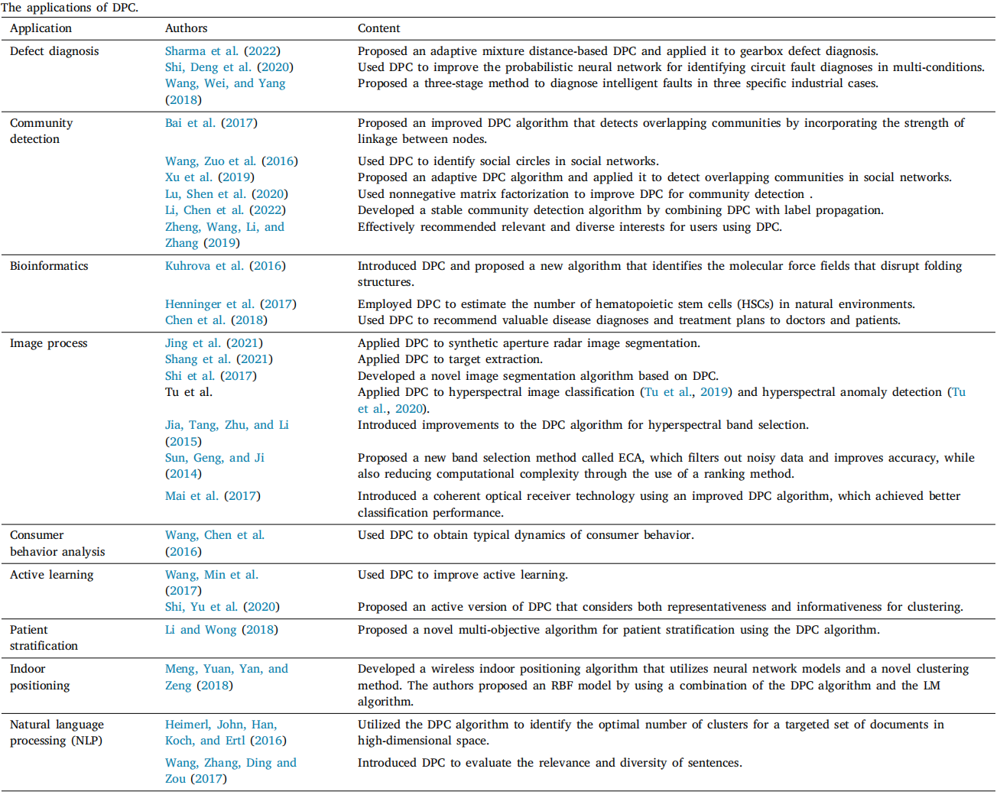 The applications of DPC.
Application Authors Content
Defect diagnosis Sharma et al. (2022) Proposed an adaptive mixture distance-based DPC and applied it to gearbox defect diagnosis.
Shi, Deng et al. (2020) Used DPC to improve the probabilistic neural network for identifying circuit fault diagnoses in multi-conditions.
Wang, Wei, and Yang Proposed a three-stage method to diagnose intelligent faults in three specific industrial cases.
(2018)
Community Bai et al. (2017) Proposed an improved DPC algorithm that detects overlapping communities by incorporating the strength of
detection linkage between nodes.
Wang, Zuo et al. (2016) Used DPC to identify social circles in social networks.
Xu et al. (2019) Proposed an adaptive DPC algorithm and applied it to detect overlapping communities in social networks.
Lu, Shen et al. (2020) Used nonnegative matrix factorization to improve DPC for community detection .
Li, Chen et al. (2022) Developed a stable community detection algorithm by combining DPC with label propagation.
Zheng, Wang, Li, and Effectively recommended relevant and diverse interests for users using DPC.
Zhang (2019)
Bioinformatics Kuhrova et al. (2016) Introduced DPC and proposed a new algorithm that identifies the molecular force fields that disrupt folding
structures.
Henninger et al. (2017) Employed DPC to estimate the number of hematopoietic stem cells (HSCs) in natural environments.
Chen et al. (2018) Used DPC to recommend valuable disease diagnoses and treatment plans to doctors and patients.
Image process Jing et al. (2021) Applied DPC to synthetic aperture radar image segmentation.
Shang et al. (2021) Applied DPC to target extraction.
Shi et al. (2017) Developed a novel image segmentation algorithm based on DPC.
Tu et al. Applied DPC to hyperspectral image classification (Tu et al., 2019) and hyperspectral anomaly detection (Tu
et al., 2020).
Jia, Tang, Zhu, and Li Introduced improvements to the DPC algorithm for hyperspectral band selection.
(2015)
Sun, Geng, and Ji Proposed a new band selection method called ECA, which filters out noisy data and improves accuracy, while
(2014) also reducing computational complexity through the use of a ranking method.
Mai et al. (2017) Introduced a coherent optical receiver technology using an improved DPC algorithm, which achieved better
classification performance.
Consumer Wang, Chen et al. Used DPC to obtain typical dynamics of consumer behavior.
behavior analysis (2016)
Active learning Wang, Min et al. Used DPC to improve active learning.
(2017)
Shi, Yu et al. (2020) Proposed an active version of DPC that considers both representativeness and informativeness for clustering.
Patient Li and Wong (2018) Proposed a novel multi-objective algorithm for patient stratification using the DPC algorithm.
stratification
Indoor Meng, Yuan, Yan, and Developed a wireless indoor positioning algorithm that utilizes neural network models and a novel clustering
positioning Zeng (2018) method. The authors proposed an RBF model by using a combination of the DPC algorithm and the LM
algorithm.
Natural language Heimerl, John, Han, Utilized the DPC algorithm to identify the optimal number of clusters for a targeted set of documents in
processing (NLP) Koch, and Ertl (2016) high-dimensional space.
Wang, Zhang, Ding and Introduced DPC to evaluate the relevance and diversity of sentences.
Zou (2017)